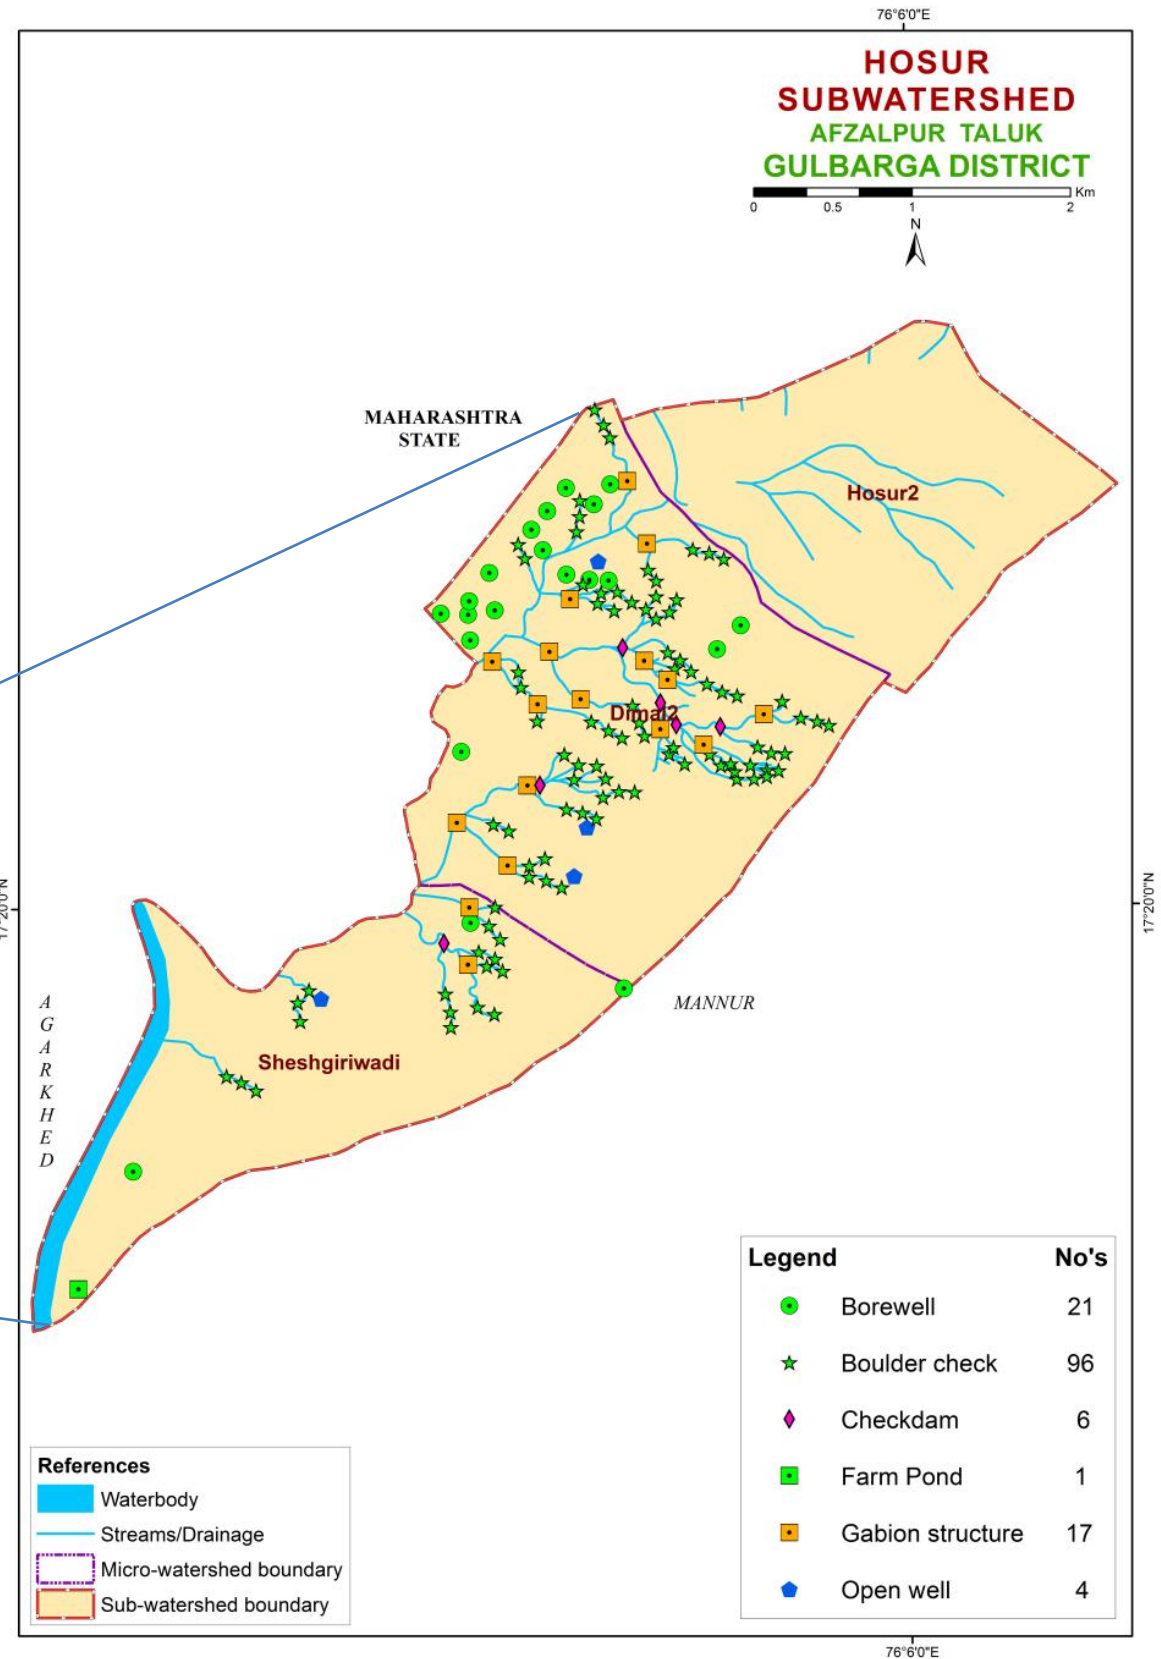 76°6'0"E
HOSUR
SUBWATERSHED
AFZALPUR TALUK
GULBARGA DISTRICT
Km
0 0.5 1 2
N
MAHARASHTRA
STATE
Hosur2
Dimal2
17°20'0"N
17°20'0"N
MANNUR
AGARKHED
Sheshgiriwadi
Legend No's
Borewell 21
Boulder check 96
Checkdam 6
Farm Pond 1
Gabion structure 17
Open well 4
References
Waterbody
Streams/Drainage
Micro-watershed boundary
Sub-watershed boundary
76°6'0"E